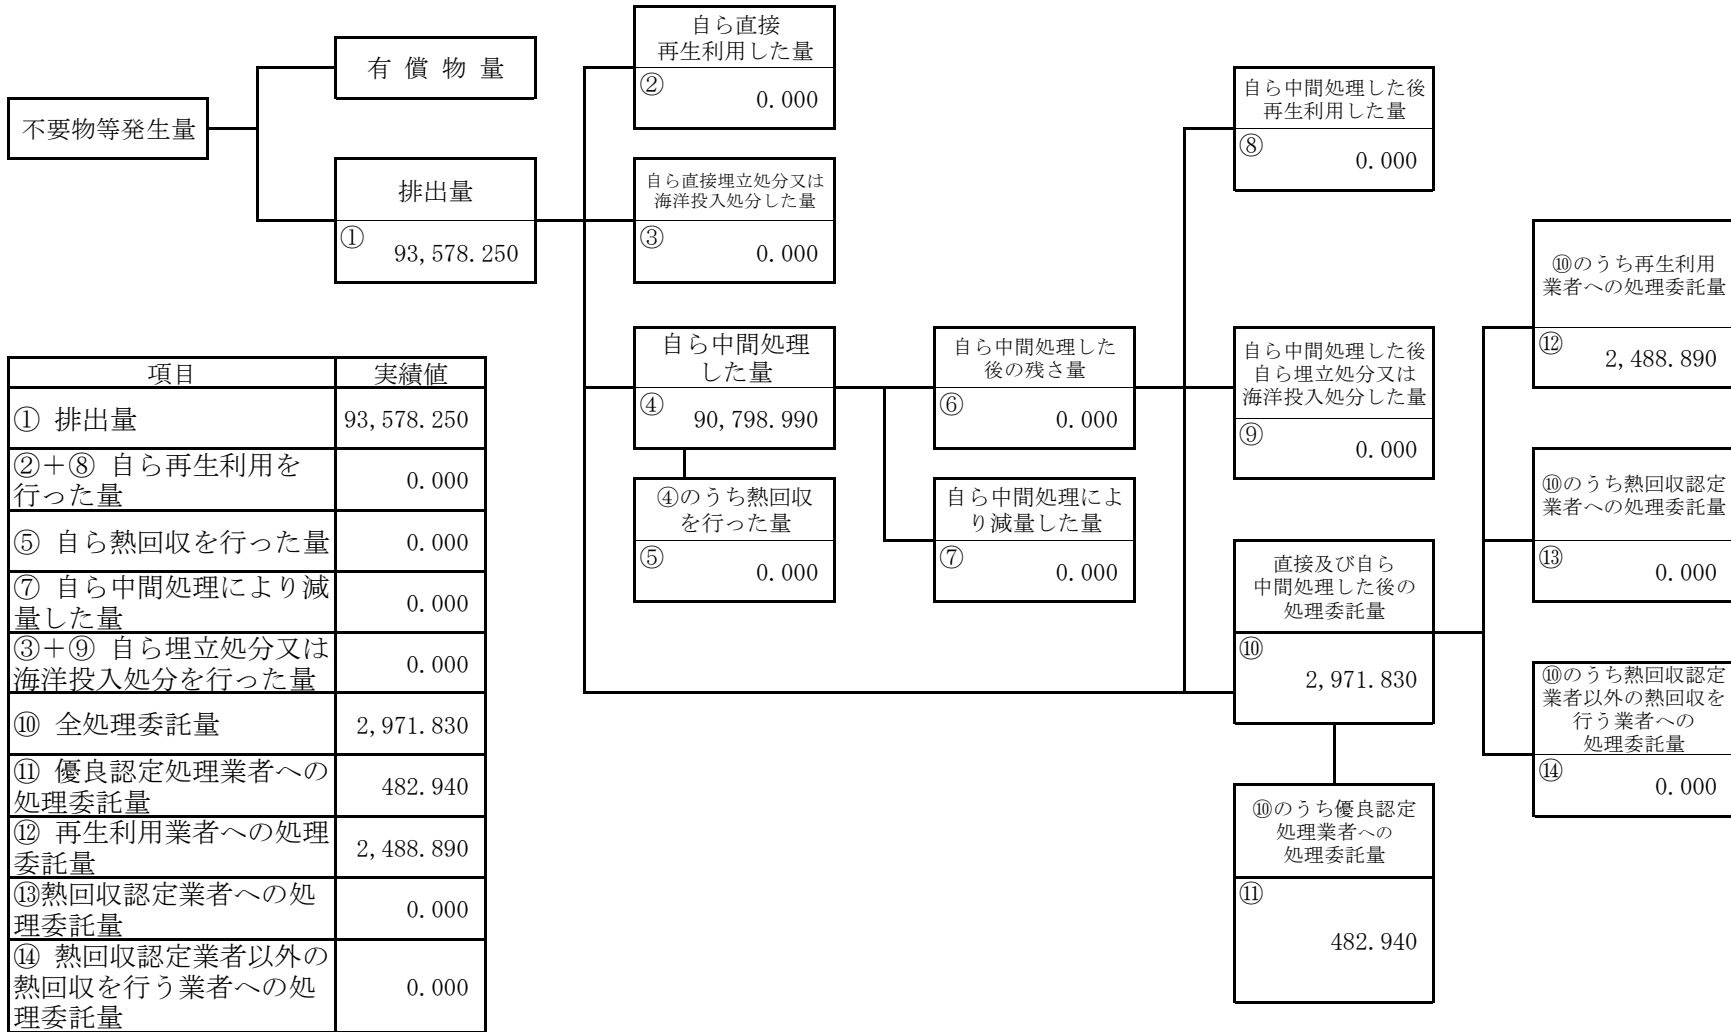 不要物等発生量
有 償 物 量
排出量
①
93,578.250
自ら直接
再生利用した量
②
0.000
自ら直接埋立処分又は
海洋投入処分した量
③
0.000
自ら中間処理
した量
④
90,798.990
④のうち熱回収
を行った量
⑤
0.000
自ら中間処理した
後の残さ量
⑥
0.000
自ら中間処理によ
り減量した量
⑦
0.000
自ら中間処理した後
再生利用した量
⑧
0.000
自ら中間処理した後
自ら埋立処分又は
海洋投入処分した量
⑨
0.000
直接及び自ら
中間処理した後の
処理委託量
⑩
2,971.830
⑩のうち優良認定
処理業者への
処理委託量
⑪
482.940
⑩のうち再生利用
業者への処理委託量
⑫
2,488.890
⑩のうち熱回収認定
業者への処理委託量
⑬
0.000
⑩のうち熱回収認定
業者以外の熱回収を
行う業者への
処理委託量
⑭
0.000
項目 実績値
① 排出量 93,578.250
②+⑧ 自ら再生利用を
行った量 0.000
⑤ 自ら熱回収を行った量 0.000
⑦ 自ら中間処理により減
量した量 0.000
③+⑨ 自ら埋立処分又は
海洋投入処分を行った量 0.000
⑩ 全処理委託量 2,971.830
⑪ 優良認定処理業者への
処理委託量 482.940
⑫ 再生利用業者への処理
委託量 2,488.890
⑬熱回収認定業者への処
理委託量 0.000
⑭ 熱回収認定業者以外の
熱回収を行う業者への処
理委託量 0.000